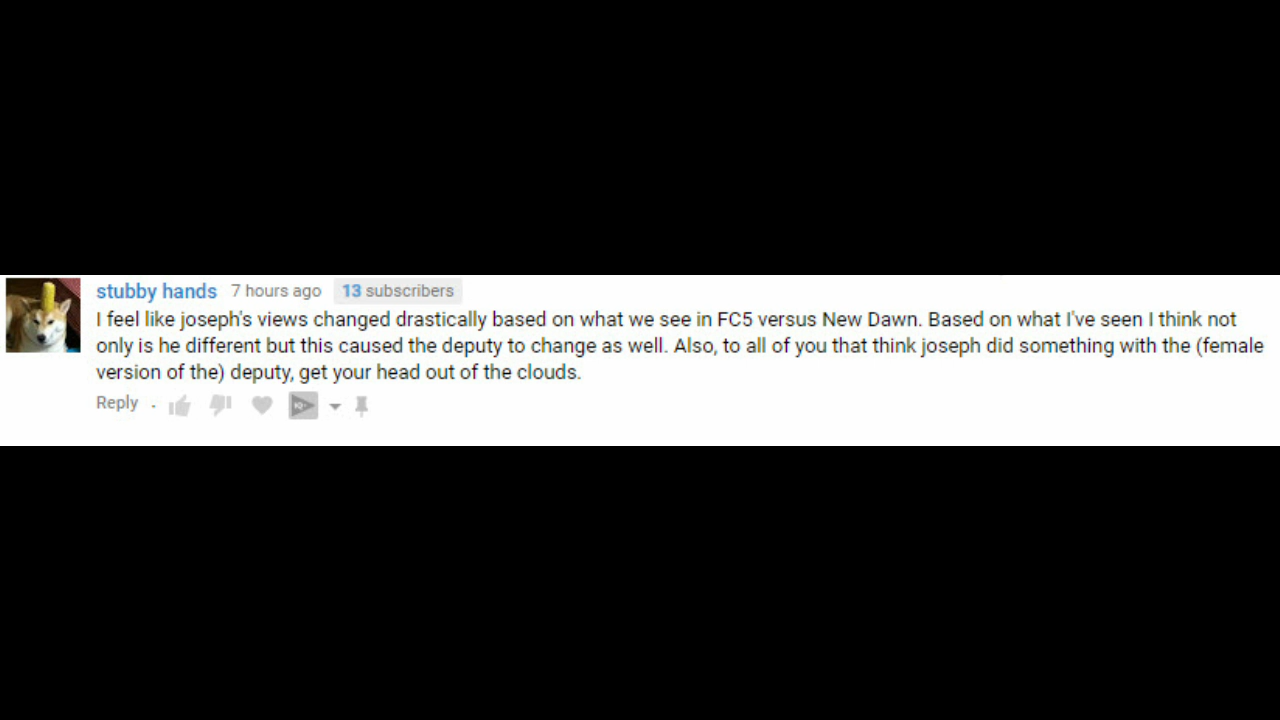 stubby hands 7 hours ago 13 subscribers
I feel like joseph's views changed drastically based on what we see in FC5 versus New Dawn. Based on what I've seen I think not
only is he different but this caused the deputy to change as well. Also, to all of you that think joseph did something with the (female
version of the) deputy, get your head out of the clouds.
Reply .